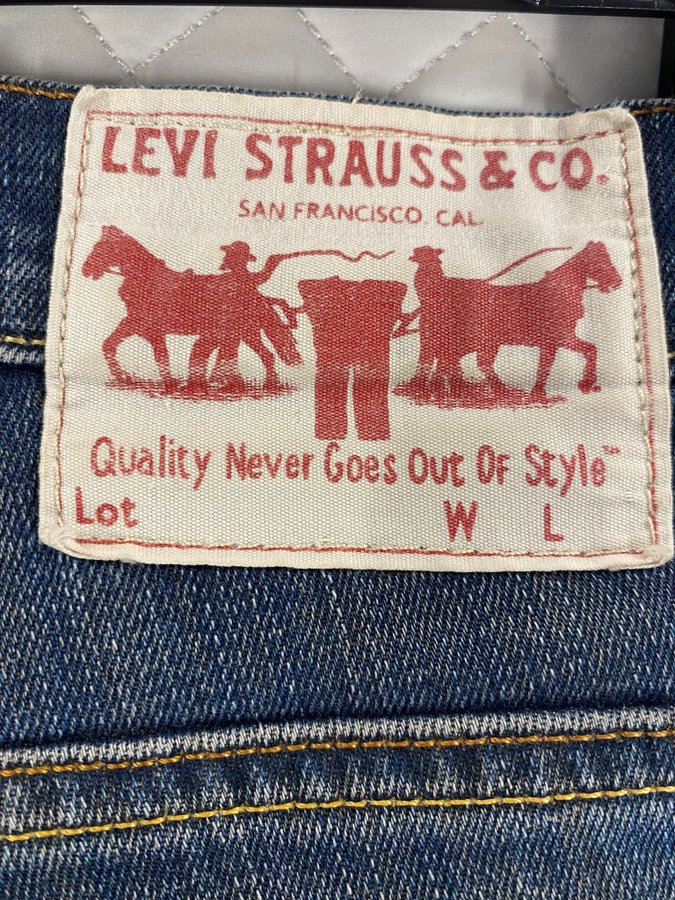 LEVI STRAUSS & CO.
SAN FRANCISCO. CAL.
Quality Never Goes Out Of Style™
Lot W L